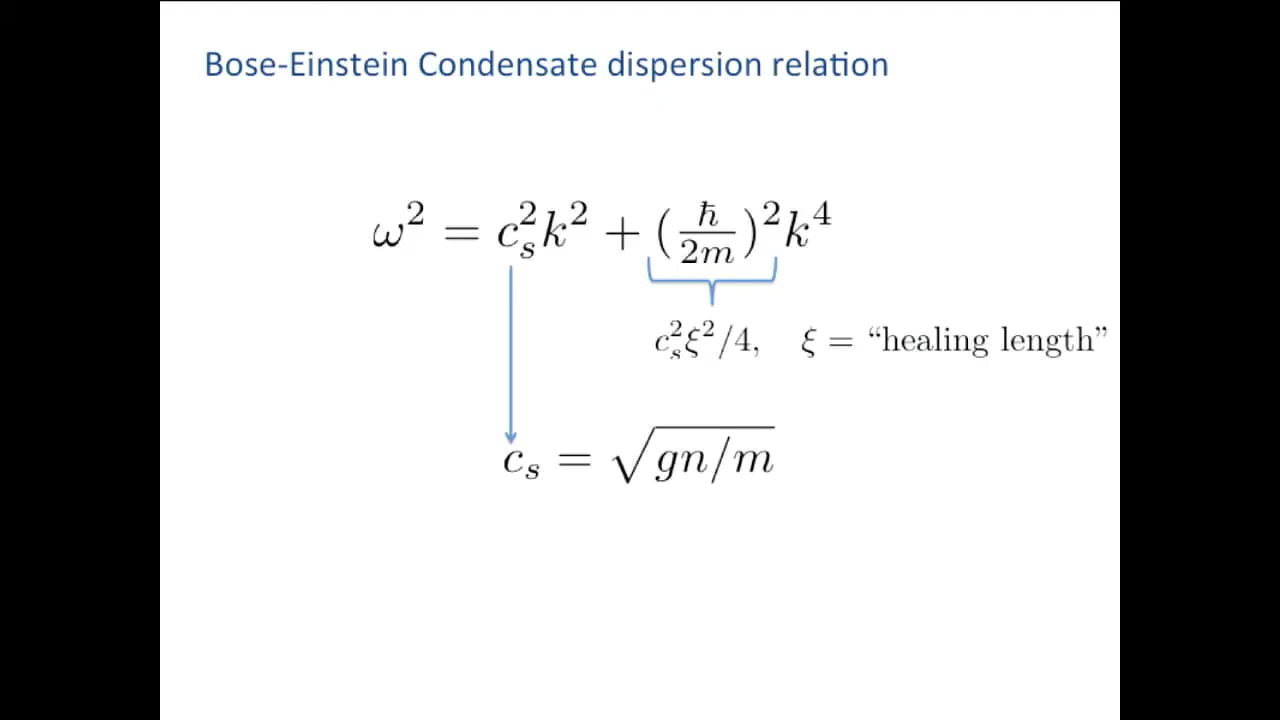 Bose-Einstein Condensate dispersion relation
ω² = c_s²k² + (ħ/2m)²k⁴
c_s²ξ²/4, ξ = “healing length”
c_s = √gn/m